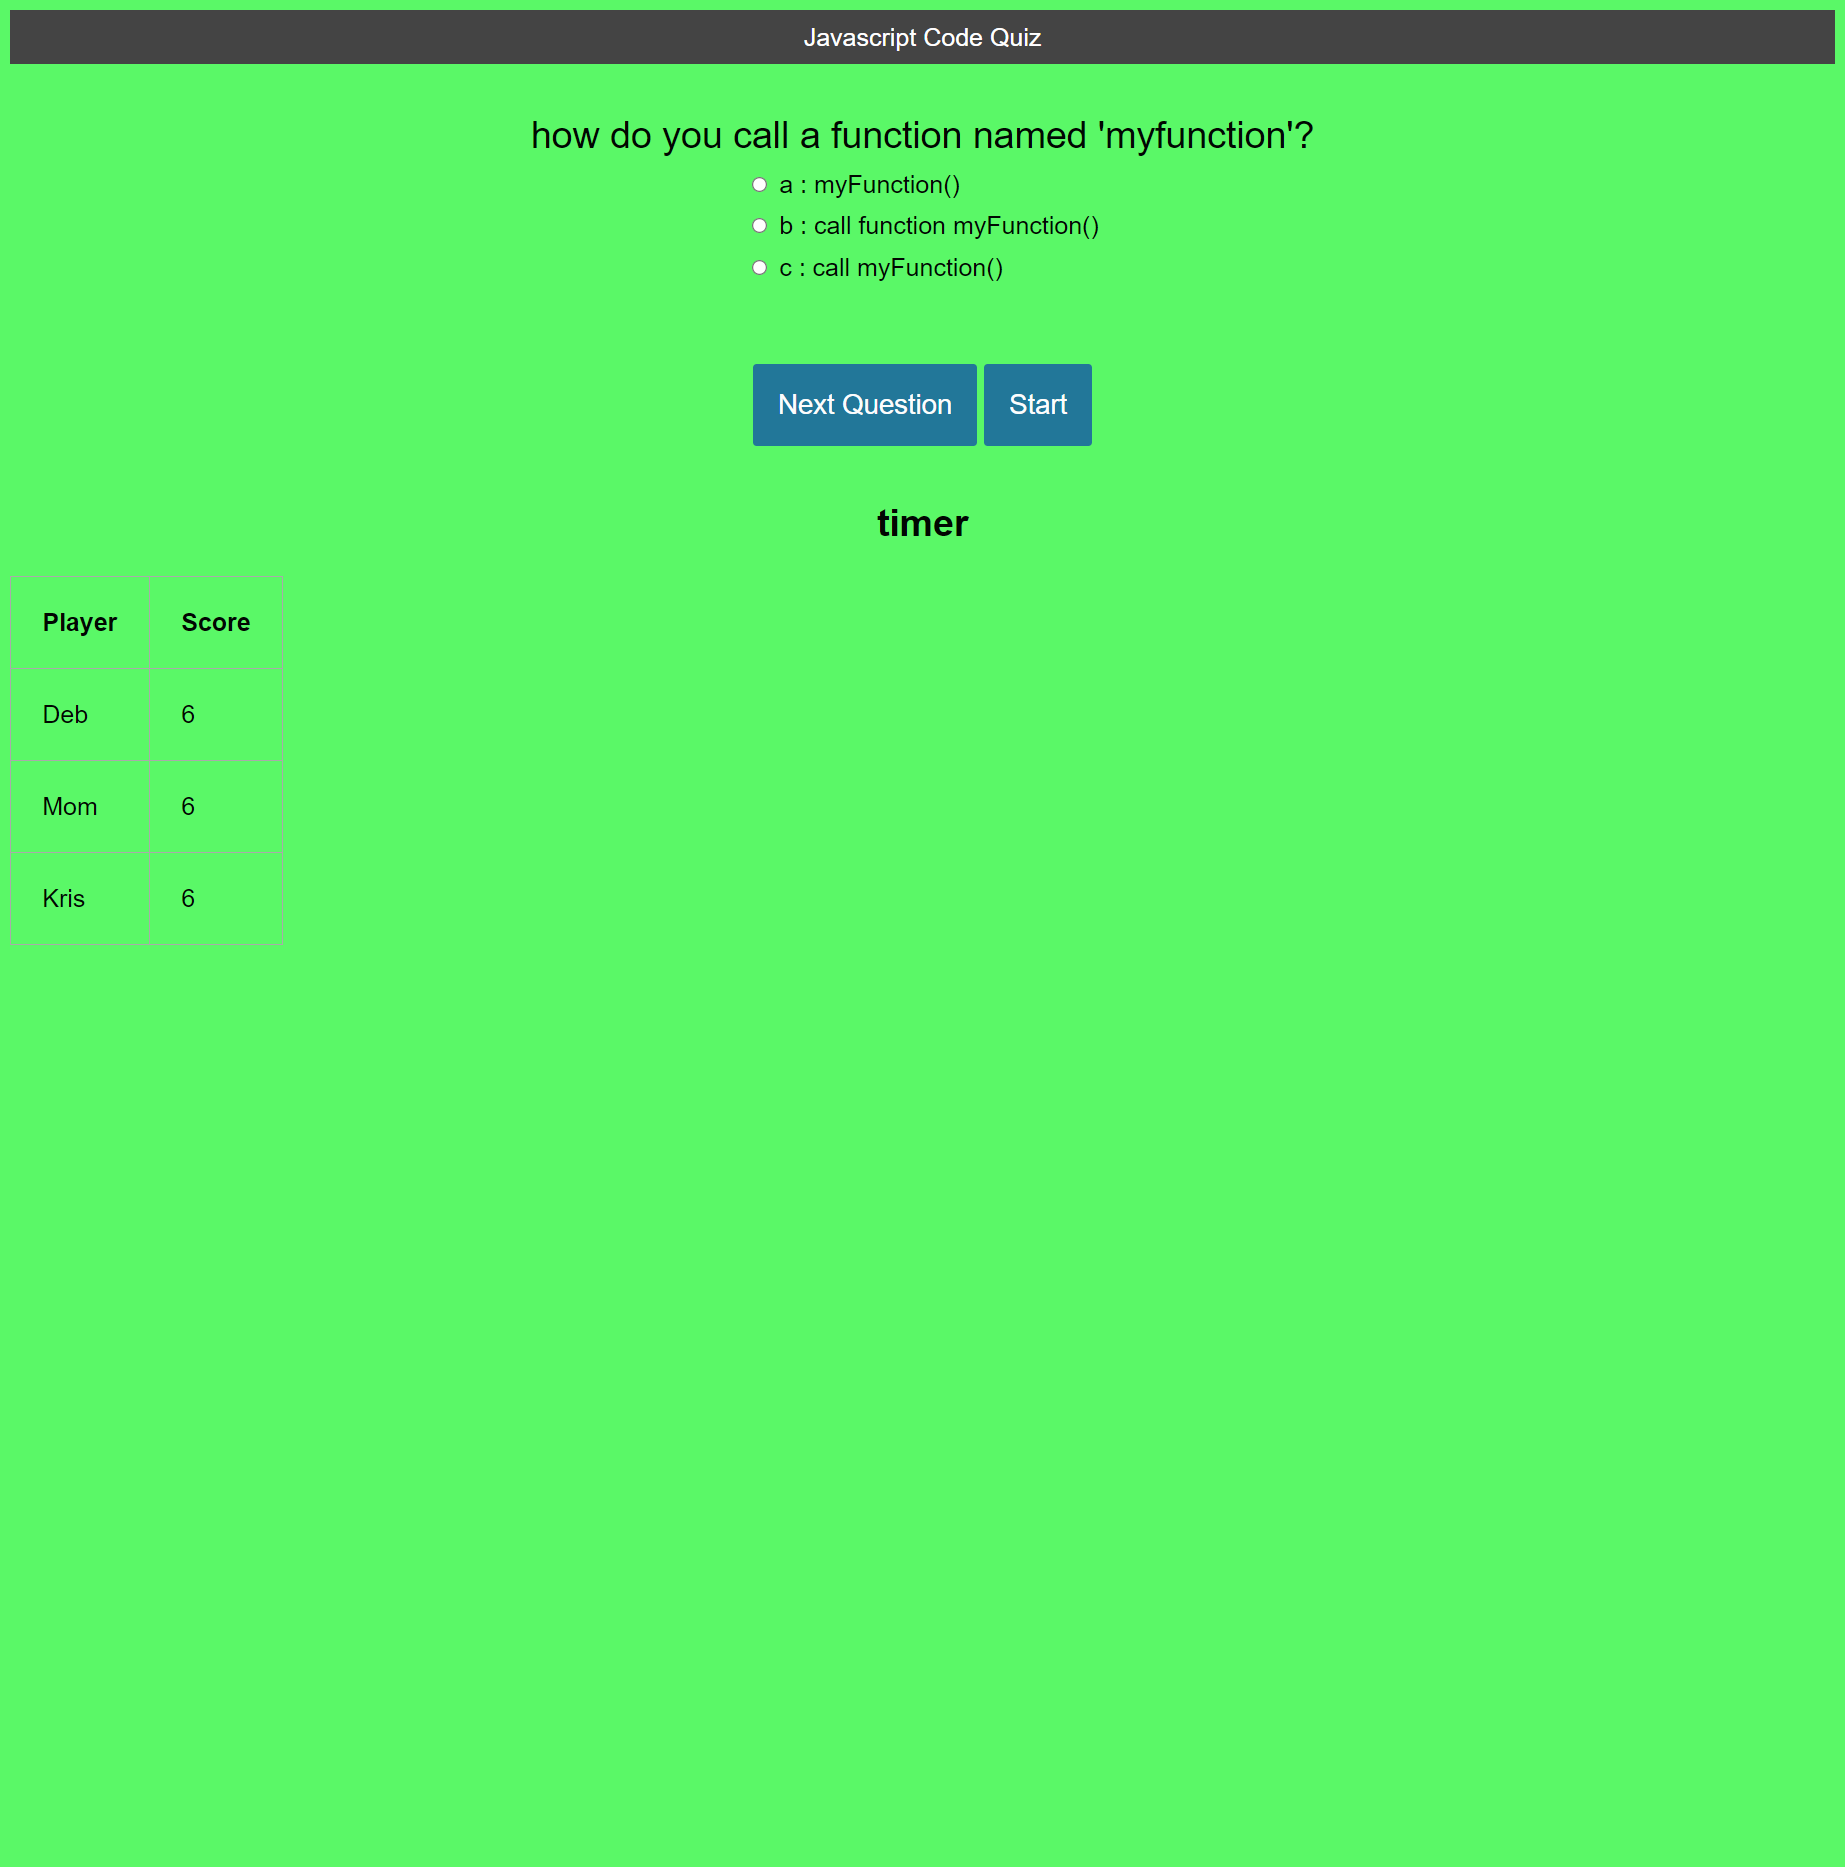 Javascript Code Quiz
how do you call a function named 'myfunction'?
a : myFunction()
b : call function myFunction()
c : call myFunction()
Next Question Start
timer
Player Score
Deb 6
Mom 6
Kris 6